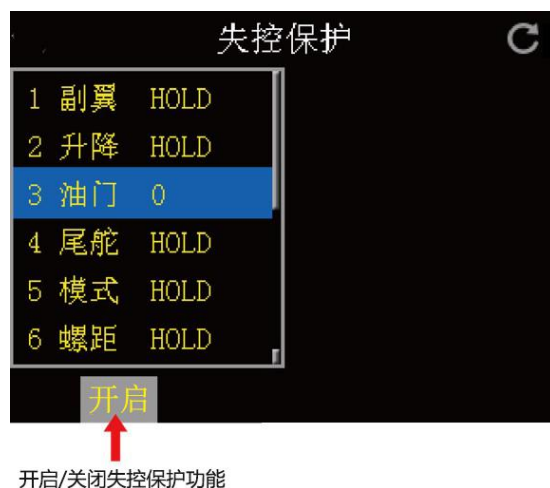 失控保护
1 副翼 HOLD
2 升降 HOLD
3 油门 0
4 尾舵 HOLD
5 模式 HOLD
6 螺距 HOLD
开启
开启/关闭失控保护功能